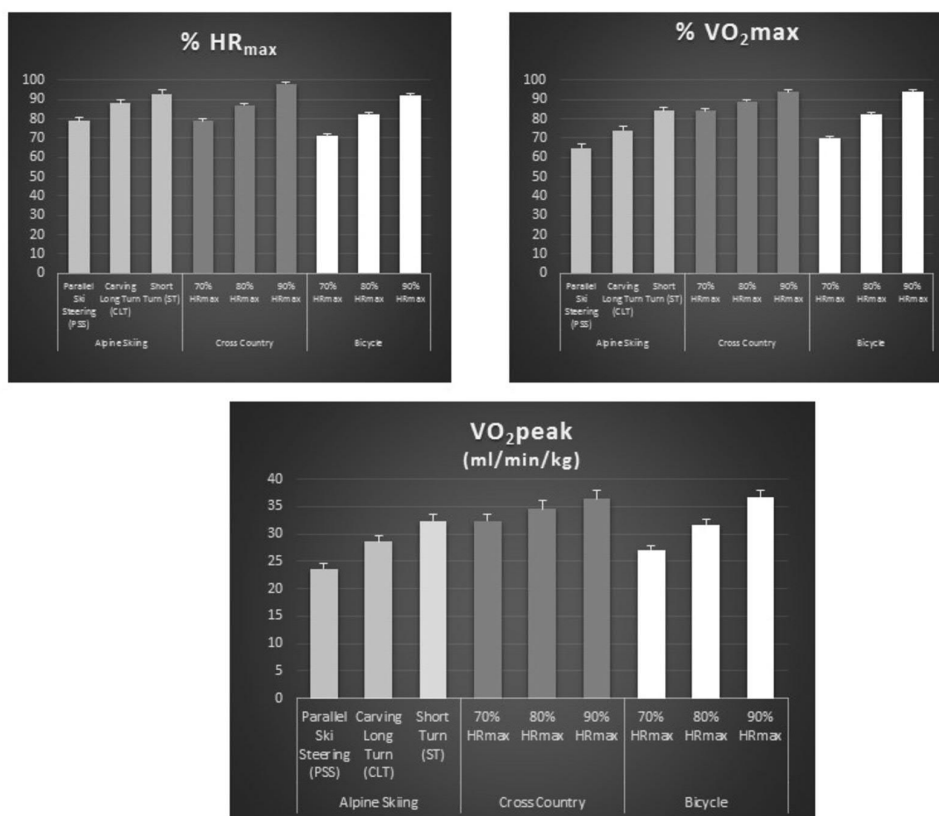 % HRmax
100
90
80
70
60
50
40
30
20
10
0
Parallel Ski Steering (PSS)
Carving Long Turn (CLT)
Short Turn (ST)
70% HRmax
80% HRmax
90% HRmax
70% HRmax
80% HRmax
90% HRmax
Alpine Skiing
Cross Country
Bicycle
% VO₂max
100
90
80
70
60
50
40
30
20
10
0
Parallel Ski Steering (PSS)
Carving Long Turn (CLT)
Short Turn (ST)
70% HRmax
80% HRmax
90% HRmax
70% HRmax
80% HRmax
90% HRmax
Alpine Skiing
Cross Country
Bicycle
VO₂peak
(ml/min/kg)
40
35
30
25
20
15
10
5
0
Parallel Ski Steering (PSS)
Carving Long Turn (CLT)
Short Turn (ST)
70% HRmax
80% HRmax
90% HRmax
70% HRmax
80% HRmax
90% HRmax
Alpine Skiing
Cross Country
Bicycle